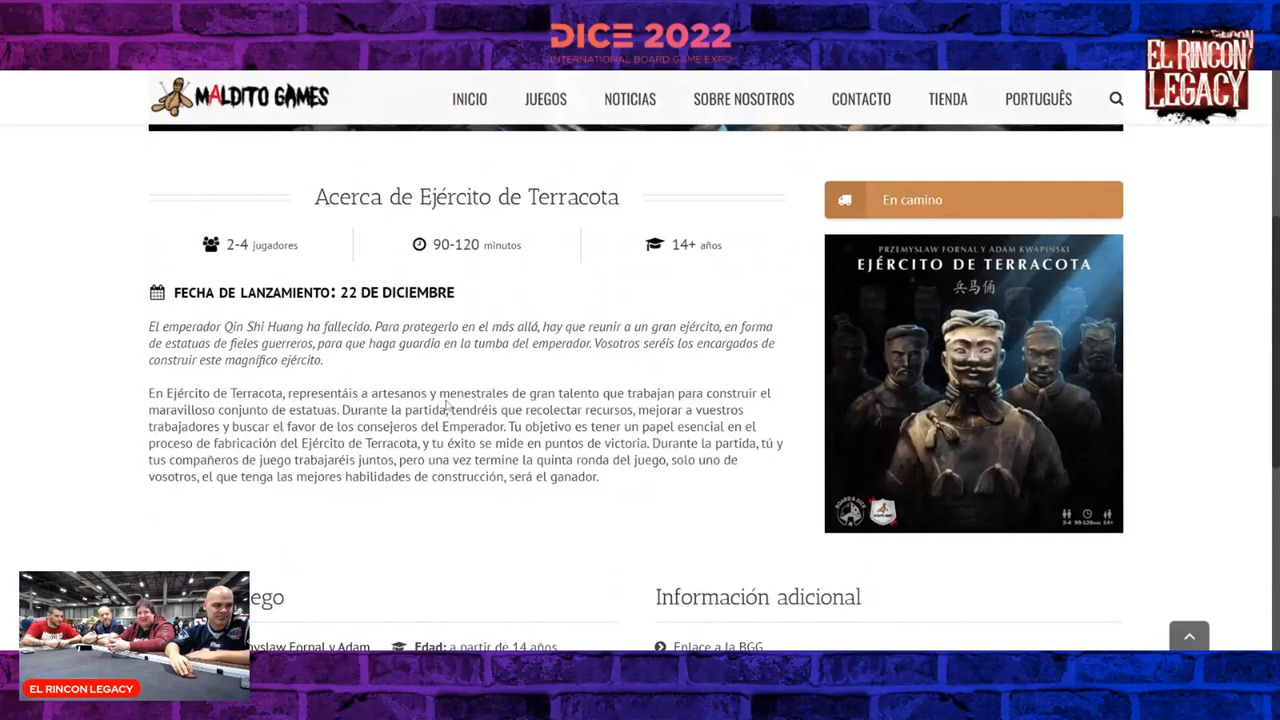 DICE 2022
INTERNATIONAL BOARD GAME EXPO
EL RINCON
LEGACY
MALDITO GAMES
INICIO
JUEGOS
NOTICIAS
SOBRE NOSOTROS
CONTACTO
TIENDA
PORTUGUÊS
Acerca de Ejército de Terracota
2-4 jugadores
90-120 minutos
14+ años
FECHA DE LANZAMIENTO: 22 DE DICIEMBRE
El emperador Qin Shi Huang ha fallecido. Para protegerlo en el más allá, hay que reunir a un gran ejército, en forma
de estatuas de fieles guerreros, para que haga guardia en la tumba del emperador. Vosotros seréis los encargados de
construir este magnífico ejército.
En Ejército de Terracota, representáis a artesanos y menestrales de gran talento que trabajan para construir el
maravilloso conjunto de estatuas. Durante la partida tendréis que recolectar recursos, mejorar a vuestros
trabajadores y buscar el favor de los consejeros del Emperador. Tu objetivo es tener un papel esencial en el
proceso de fabricación del Ejército de Terracota, y tu éxito se mide en puntos de victoria. Durante la partida, tú y
tus compañeros de juego trabajaréis juntos, pero una vez termine la quinta ronda del juego, solo uno de
vosotros, el que tenga las mejores habilidades de construcción, será el ganador.
En camino
PRZEMYSLAW FORNAL Y ADAM KWAPIŃSKI
EJÉRCITO DE TERRACOTA
兵马俑
BOARD & DICE
2-4 90-120min 14+
ego
Información adicional
yslaw Fornal y Adam
Edad: a partir de 14 años
Enlace a la BGG
EL RINCON LEGACY